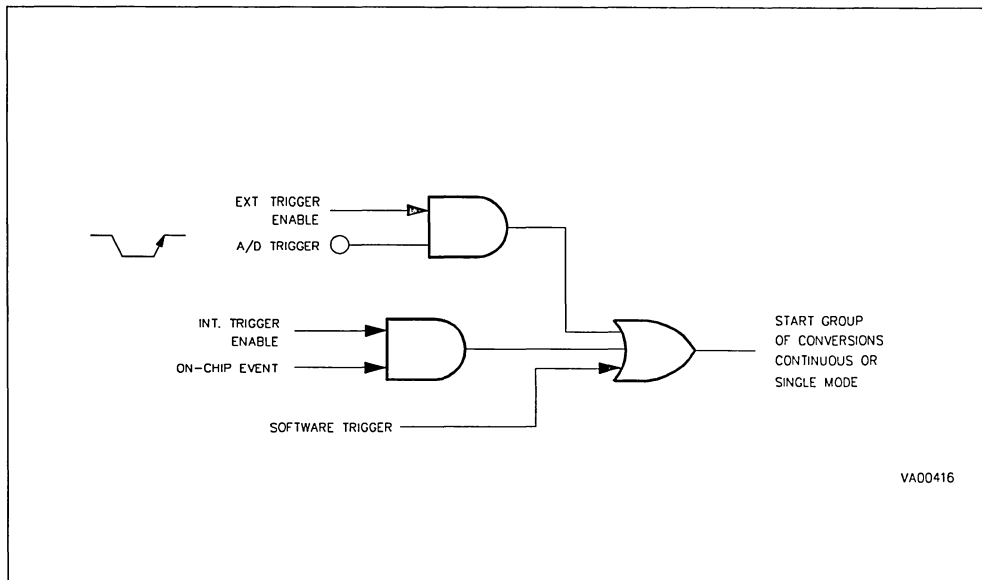 EXT TRIGGER
ENABLE
A/D TRIGGER
INT. TRIGGER
ENABLE
ON-CHIP EVENT
SOFTWARE TRIGGER
START GROUP
OF CONVERSIONS
CONTINUOUS OR
SINGLE MODE
VA00416